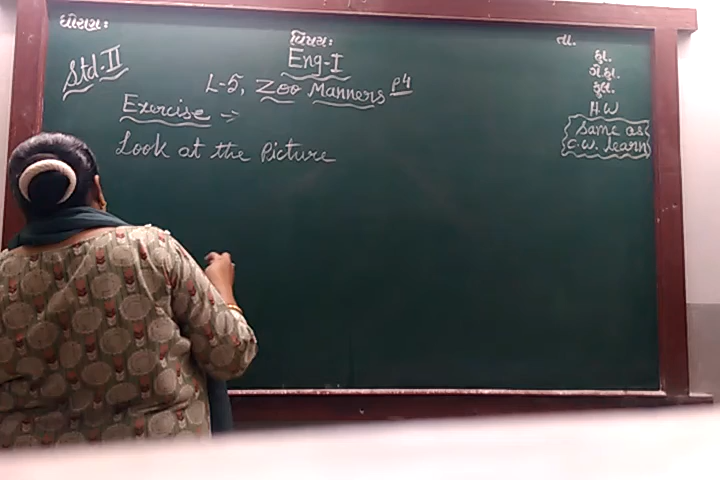 ધોરણ:
વિષય:
તા.
Std-II
Eng-I
હા.
ગે.હા.
કુલ.
L-5, Zoo Manners P4
H.W
Exercise :-
Same as
C.W. learn
Look at the Picture